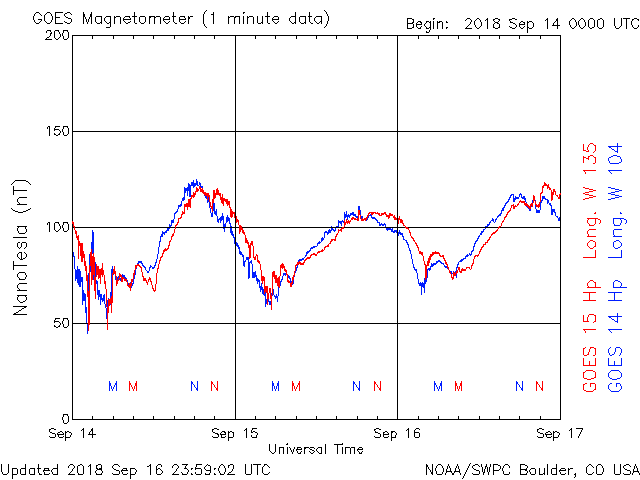 GOES Magnetometer (1 minute data)
Begin: 2018 Sep 14 0000 UTC
200
150
100
50
0
NanoTesla (nT)
M M N N M M N N M M N N
Sep 14 Sep 15 Sep 16 Sep 17
Universal Time
GOES 15 Hp Long. W 135
GOES 14 Hp Long. W 104
Updated 2018 Sep 16 23:59:02 UTC
NOAA/SWPC Boulder, CO USA